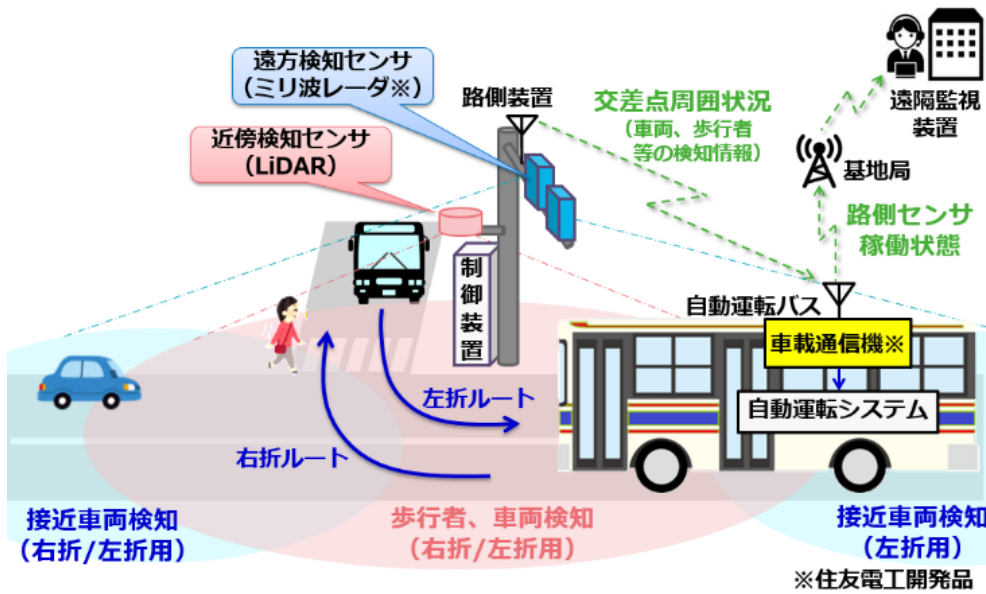 遠方検知センサ
（ミリ波レーダ※）
近傍検知センサ
（LiDAR）
路側装置
交差点周囲状況
（車両、歩行者
等の検知情報）
遠隔監視
装置
基地局
路側センサ
稼働状態
制御装置
自動運転バス
車載通信機※
自動運転システム
左折ルート
右折ルート
接近車両検知
（右折/左折用）
歩行者、車両検知
（右折/左折用）
接近車両検知
（左折用）
※住友電工開発品